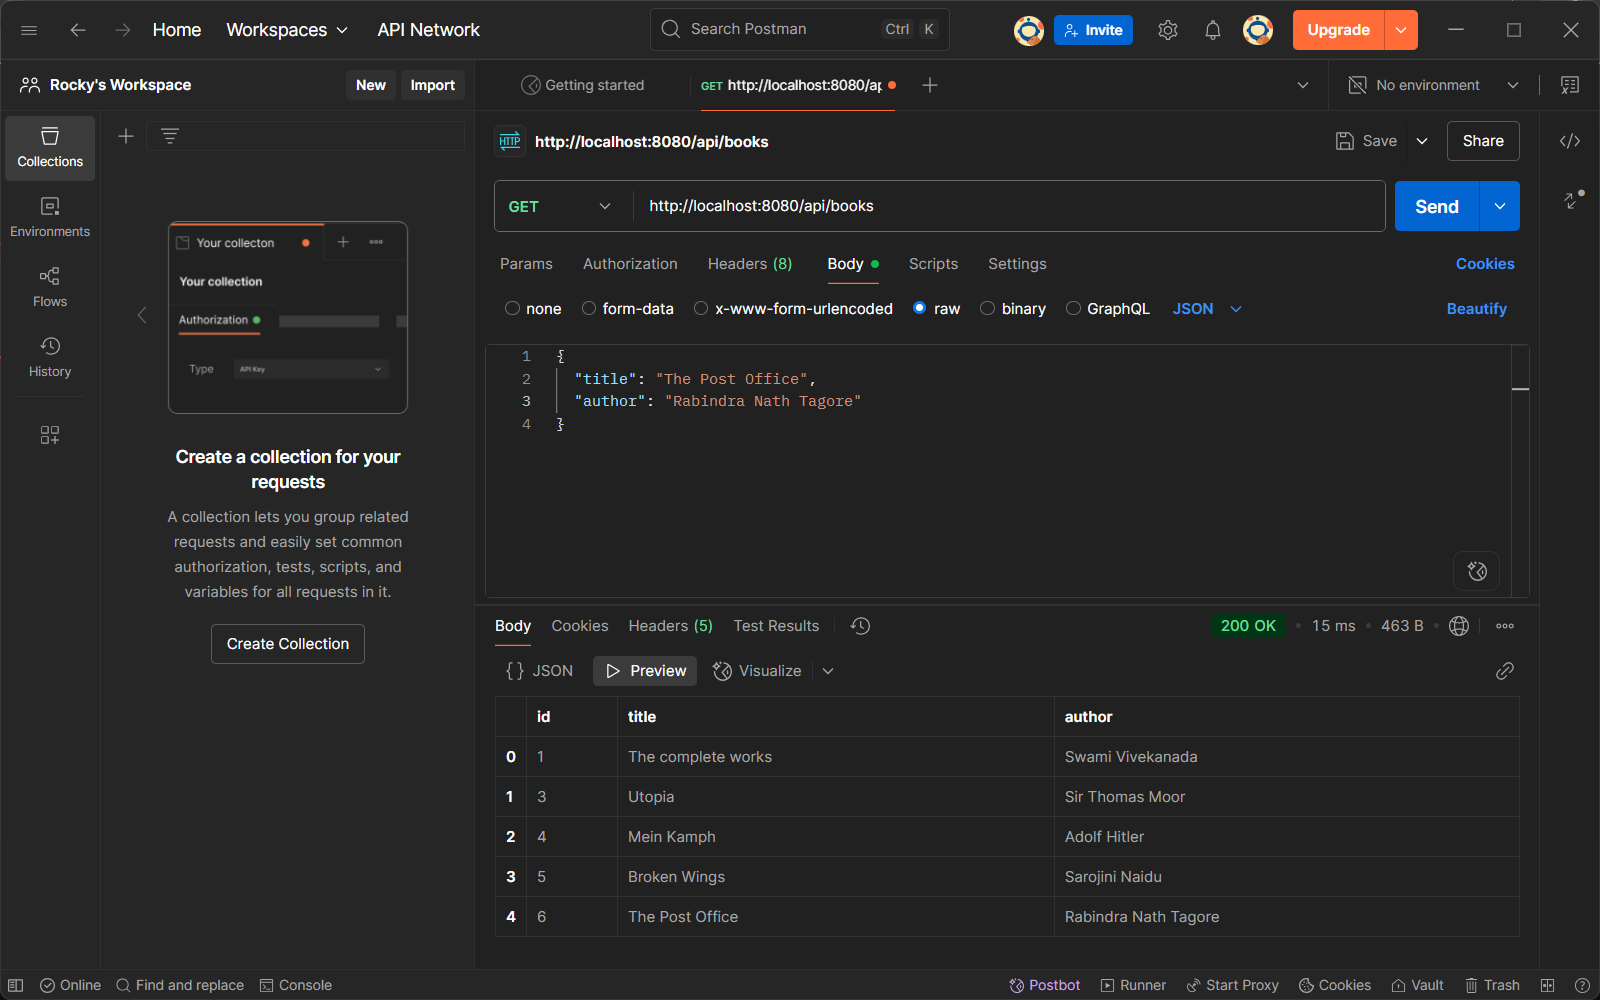 Home Workspaces API Network Search Postman Ctrl K Invite Upgrade
Rocky's Workspace New Import Getting started GET http://localhost:8080/ap No environment
Collections
Environments
Flows
History
Your collecton
Your collection
Authorization
Type API Key
Create a collection for your
requests
A collection lets you group related
requests and easily set common
authorization, tests, scripts, and
variables for all requests in it.
Create Collection
HTTP http://localhost:8080/api/books Save Share
GET http://localhost:8080/api/books Send
Params Authorization Headers (8) Body Scripts Settings Cookies
none form-data x-www-form-urlencoded raw binary GraphQL JSON Beautify
1 {
2 "title": "The Post Office",
3 "author": "Rabindra Nath Tagore"
4 }
Body Cookies Headers (5) Test Results 200 OK 15 ms 463 B
{} JSON Preview Visualize
id title author
0 1 The complete works Swami Vivekanada
1 3 Utopia Sir Thomas Moor
2 4 Mein Kamph Adolf Hitler
3 5 Broken Wings Sarojini Naidu
4 6 The Post Office Rabindra Nath Tagore
Online Find and replace Console Postbot Runner Start Proxy Cookies Vault Trash